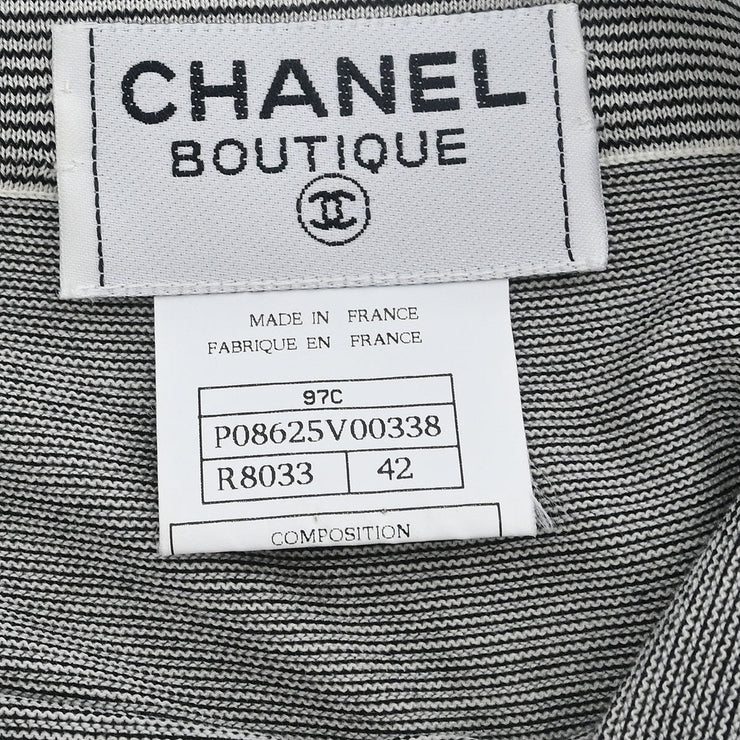 CHANEL
BOUTIQUE
MADE IN FRANCE
FABRIQUE EN FRANCE
97C
P08625V00338
R8033 42
COMPOSITION